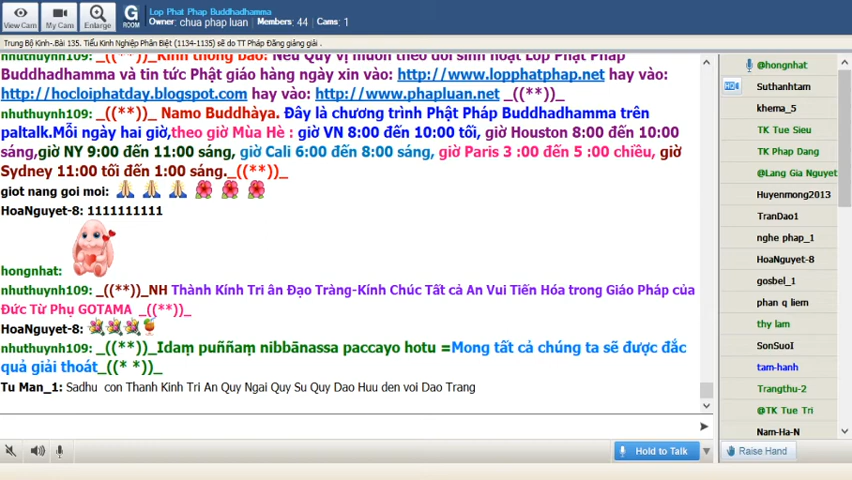 View Cam
My Cam
Enlarge
G
ROOM
Lop Phat Phap Buddhadhamma
Owner: chua phap luan Members: 44 Cams: 1
Trung Bộ Kinh-.Bài 135. Tiểu Kinh Nghiệp Phân Biệt (1134-1135) sẽ do TT Pháp Đăng giảng giải .
nhuthuynh109: _((**)_Kính thông báo: Nếu Quý vị muốn theo dõi sinh hoạt Lớp Phật Pháp
Buddhadhamma và tin tức Phật giáo hàng ngày xin vào: http://www.lopphatphap.net hay vào:
http://hocloiphatday.blogspot.com hay vào: http://www.phapluan.net _((**)_
nhuthuynh109: _((**)_ Namo Buddhàya. Đây là chương trình Phật Pháp Buddhadhamma trên
paltalk.Mỗi ngày hai giờ,theo giờ Mùa Hè : giờ VN 8:00 đến 10:00 tối, giờ Houston 8:00 đến 10:00
sáng,giờ NY 9:00 đến 11:00 sáng, giờ Cali 6:00 đến 8:00 sáng, giờ Paris 3 :00 đến 5 :00 chiều, giờ
Sydney 11:00 tối đến 1:00 sáng._((**)_
giot nang goi moi:
HoaNguyet-8: 1111111111
hongnhat:
nhuthuynh109: _((**)_NH Thành Kính Tri ân Đạo Tràng-Kính Chúc Tất cả An Vui Tiến Hóa trong Giáo Pháp của
Đức Từ Phụ GOTAMA _((**)_
HoaNguyet-8:
nhuthuynh109: _((**)_Idaṃ puññaṃ nibbānassa paccayo hotu =Mong tất cả chúng ta sẽ được đắc
quả giải thoát_((* *)_
Tu Man_1: Sadhu con Thanh Kinh Tri An Quy Ngai Quy Su Quy Dao Huu den voi Dao Trang
Hold to Talk
@hongnhat
HD
Suthanhtam
khema_5
TK Tue Sieu
TK Phap Dang
@Lang Gia Nguyet
Huyenmong2013
TranDao1
nghe phap_1
HoaNguyet-8
gosbel_1
phan q liem
thy lam
SonSuoI
tam-hanh
Trangthu-2
@TK Tue Tri
Nam-Ha-N
Raise Hand